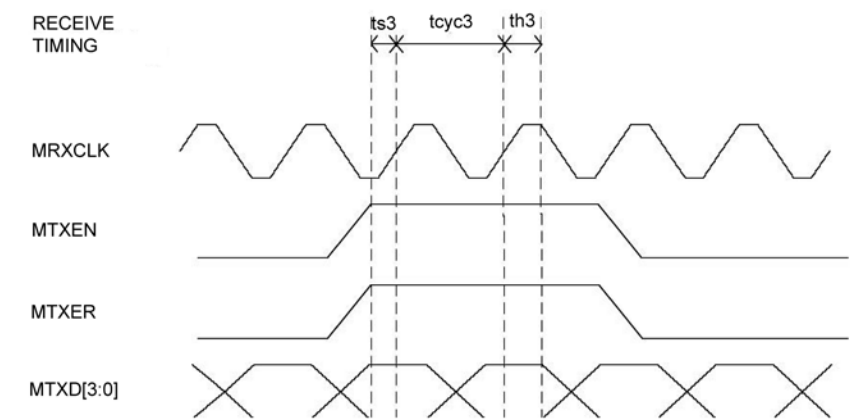 RECEIVE
TIMING
ts3 tcyc3 th3
MRXCLK
MTXEN
MTXER
MTXD[3:0]